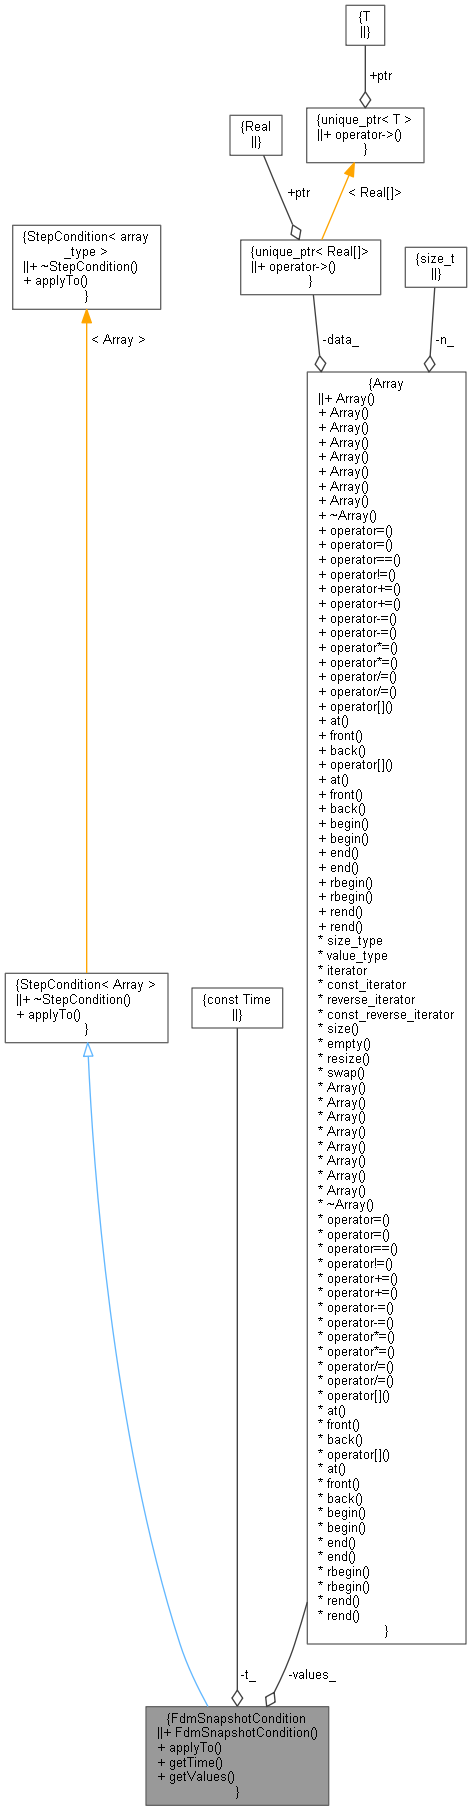 {T
||}
+ptr
{Real
||}
{unique_ptr< T >
||+ operator->()
}
+ptr
< Real[]>
{StepCondition< array
_type >
||+ ~StepCondition()
+ applyTo()
}
{unique_ptr< Real[]>
||+ operator->()
}
{size_t
||}
< Array >
-data_
-n_
{Array
||+ Array()
+ Array()
+ Array()
+ Array()
+ Array()
+ Array()
+ Array()
+ Array()
+ ~Array()
+ operator=()
+ operator=()
+ operator==()
+ operator!=()
+ operator+=()
+ operator+=()
+ operator-=()
+ operator-=()
+ operator*=()
+ operator*=()
+ operator/=()
+ operator/=()
+ operator[]()
+ at()
+ front()
+ back()
+ operator[]()
+ at()
+ front()
+ back()
+ begin()
+ begin()
+ end()
+ end()
+ rbegin()
+ rbegin()
+ rend()
+ rend()
* size_type
* value_type
* iterator
* const_iterator
* reverse_iterator
* const_reverse_iterator
* size()
* empty()
* resize()
* swap()
* Array()
* Array()
* Array()
* Array()
* Array()
* Array()
* Array()
* Array()
* ~Array()
* operator=()
* operator=()
* operator==()
* operator!=()
* operator+=()
* operator+=()
* operator-=()
* operator-=()
* operator*=()
* operator*=()
* operator/=()
* operator/=()
* operator[]()
* at()
* front()
* back()
* operator[]()
* at()
* front()
* back()
* begin()
* begin()
* end()
* end()
* rbegin()
* rbegin()
* rend()
* rend()
}
{StepCondition< Array >
||+ ~StepCondition()
+ applyTo()
}
{const Time
||}
-t_
-values_
{FdmSnapshotCondition
||+ FdmSnapshotCondition()
+ applyTo()
+ getTime()
+ getValues()
}